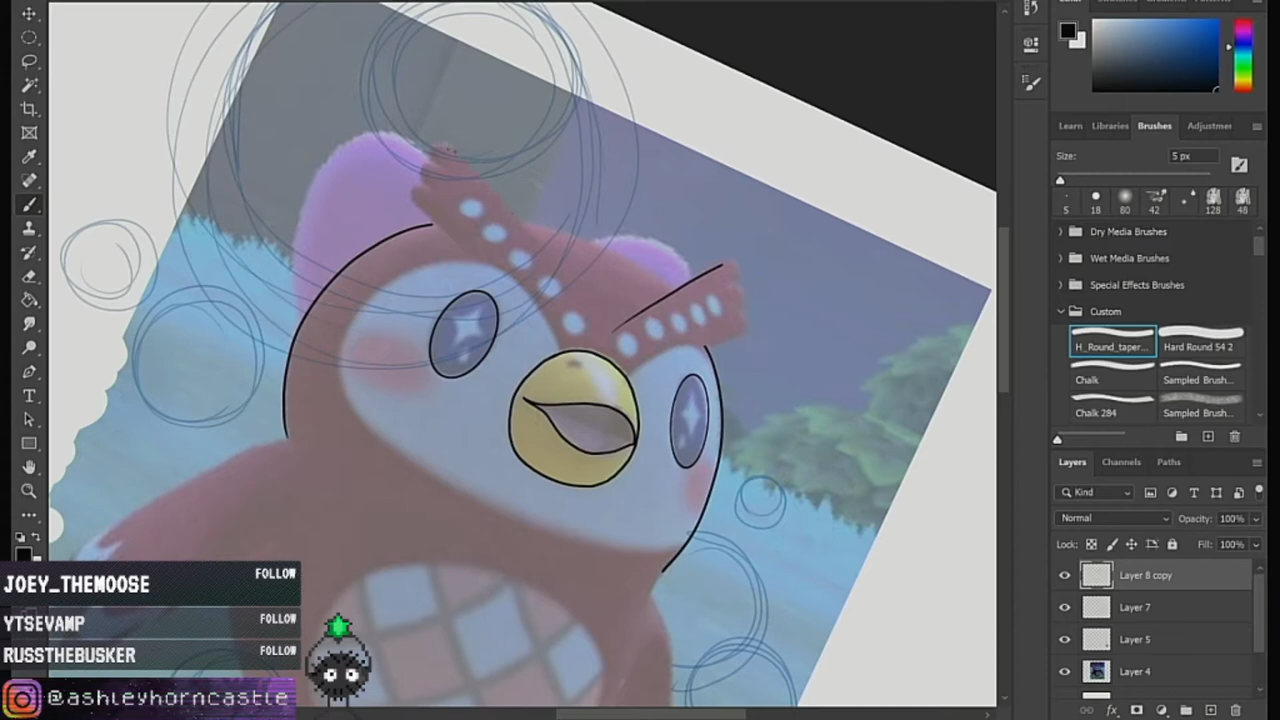 Learn Libraries Brushes Adjustmer
Size: 5 px
5 18 80 42 128 48
Dry Media Brushes
Wet Media Brushes
Special Effects Brushes
Custom
H_Round_taper... Hard Round 54 2
Chalk Sampled Brush...
Chalk 284 Sampled Brush...
Layers Channels Paths
Kind
Normal Opacity: 100%
Lock: Fill: 100%
Layer 8 copy
Layer 7
Layer 5
Layer 4
JOEY_THEMOOSE FOLLOW
YTSEVAMP FOLLOW
RUSSTHEBUSKER FOLLOW
@ashleyhorncastle